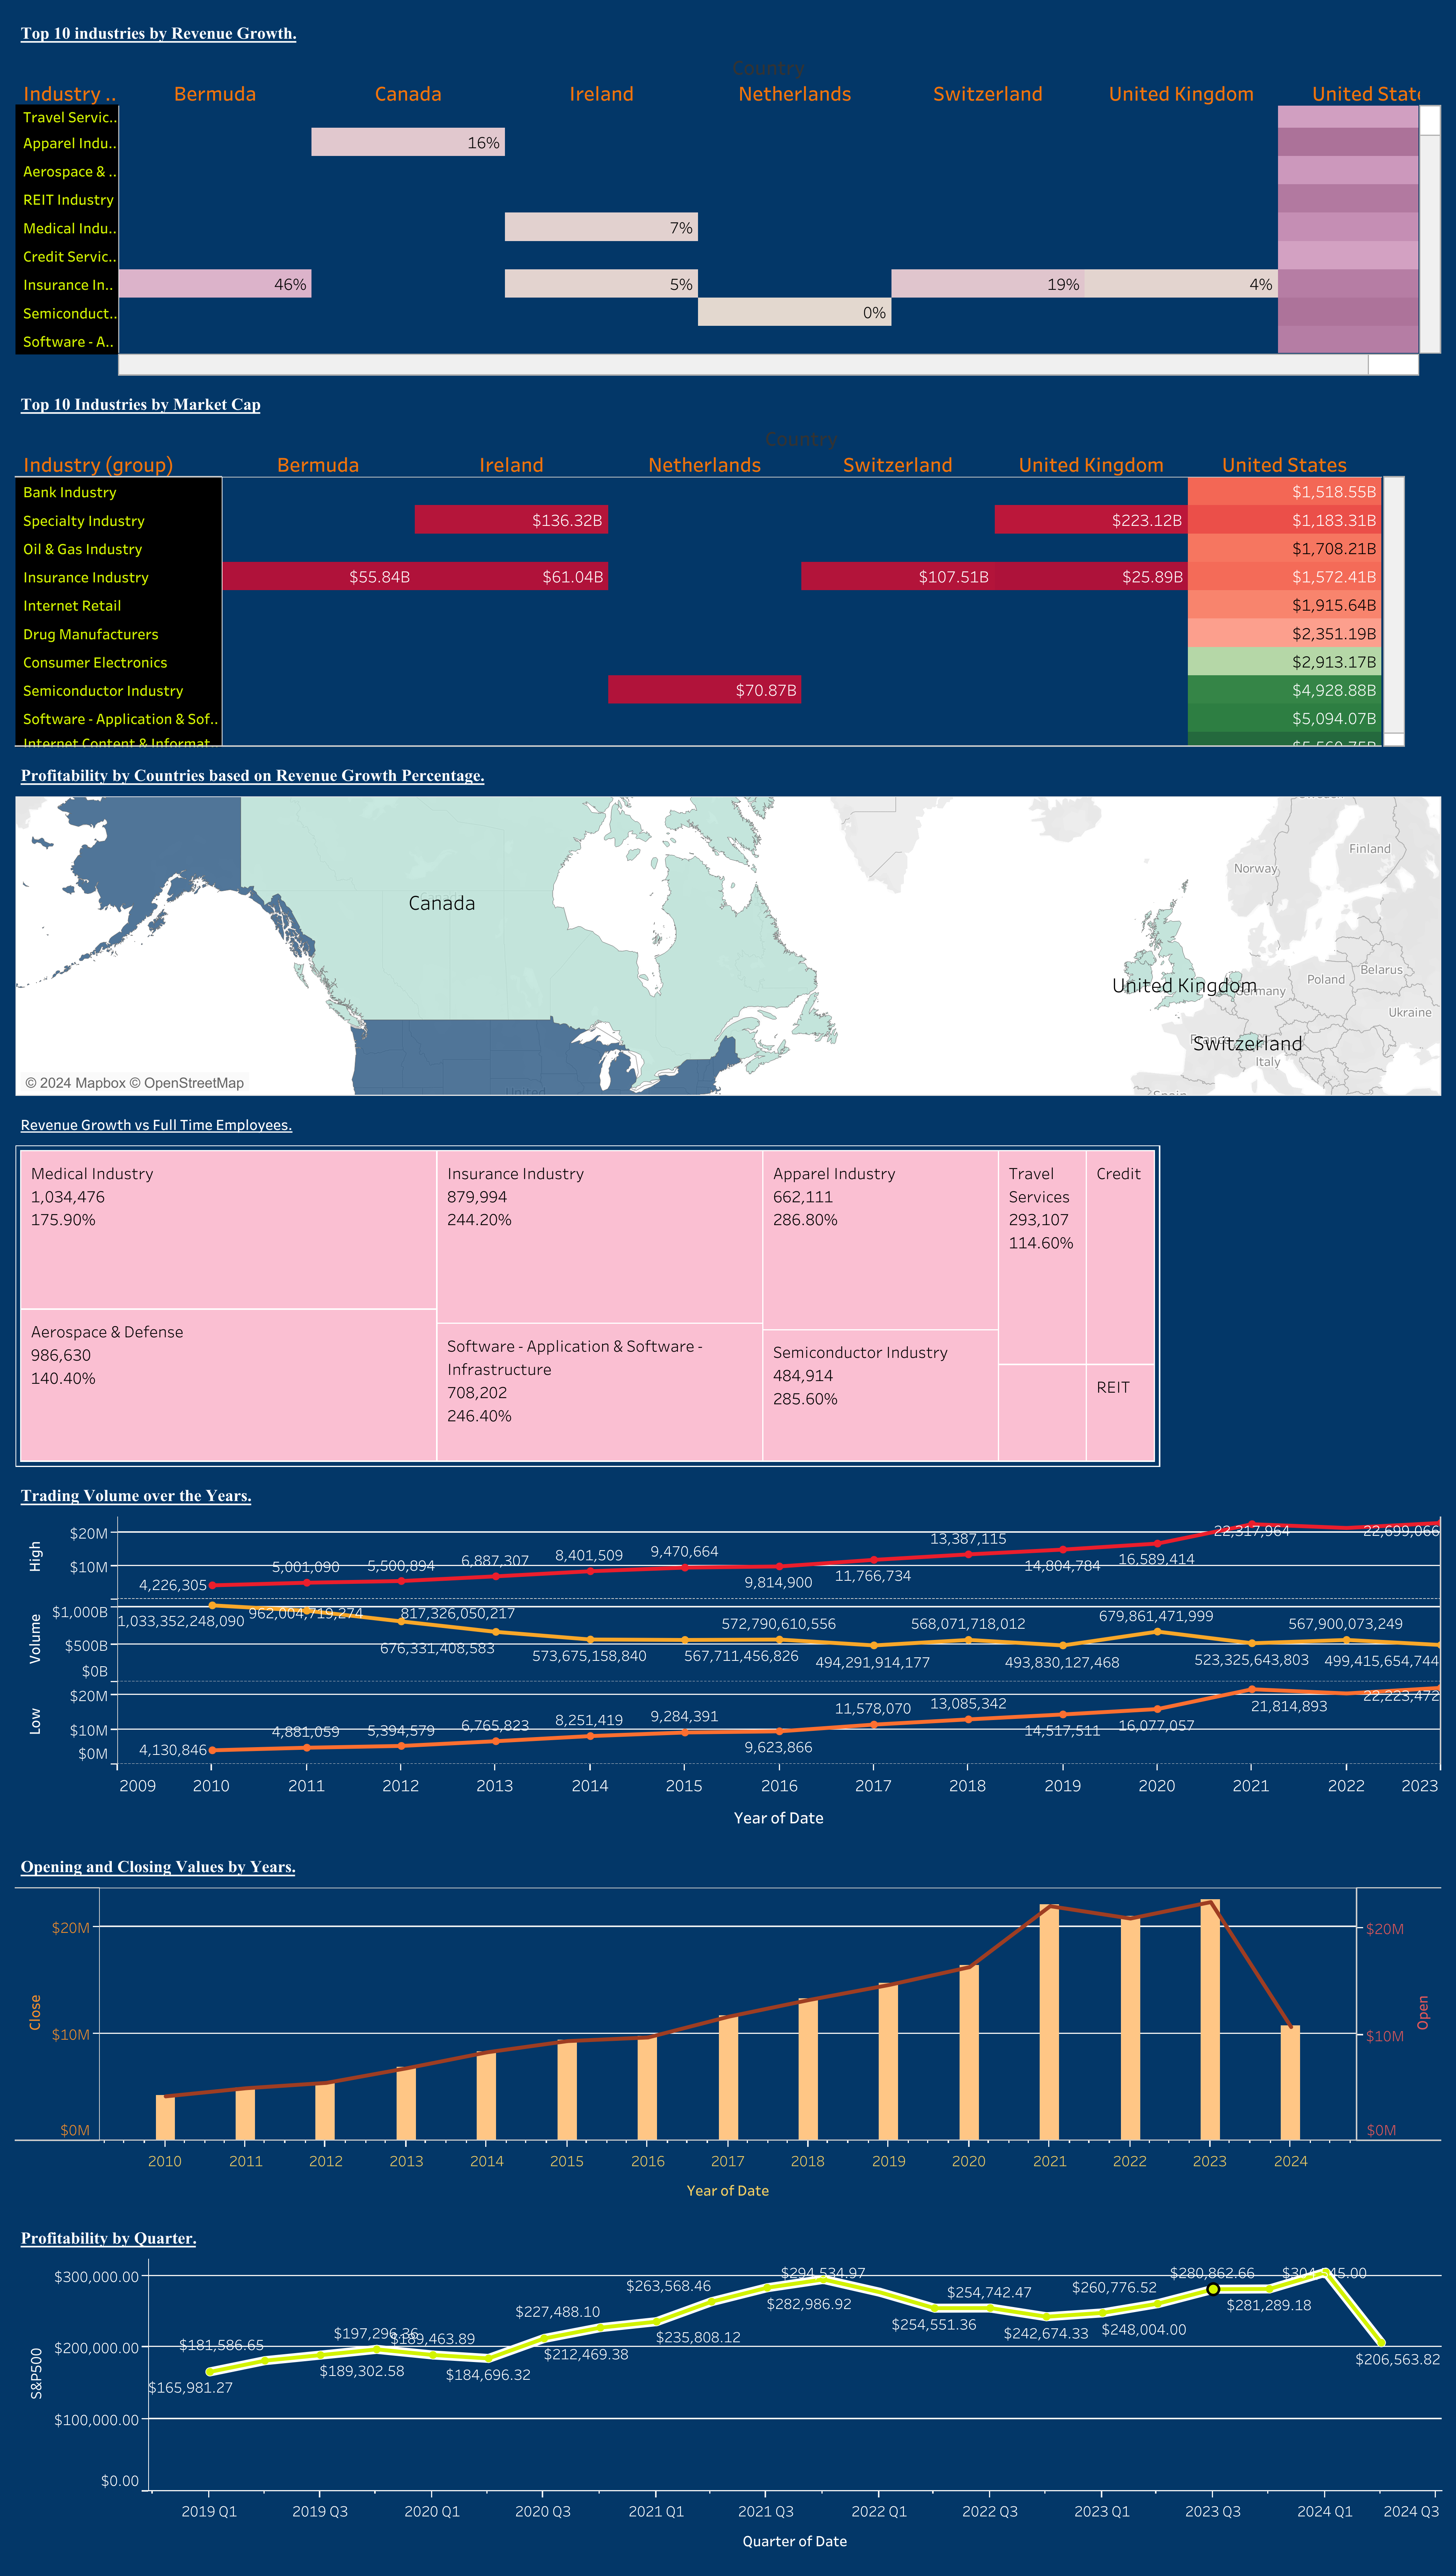 Top 10 industries by Revenue Growth.
Country
Industry .. Bermuda Canada Ireland Netherlands Switzerland United Kingdom United Stat
Travel Servic..
Apparel Indu.. 16%
Aerospace & ..
REIT Industry
Medical Indu.. 7%
Credit Servic..
Insurance In.. 46% 5% 19% 4%
Semiconduct.. 0%
Software - A..
Top 10 Industries by Market Cap
Country
Industry (group) Bermuda Ireland Netherlands Switzerland United Kingdom United States
Bank Industry $1,518.55B
Specialty Industry $136.32B $223.12B $1,183.31B
Oil & Gas Industry $1,708.21B
Insurance Industry $55.84B $61.04B $107.51B $25.89B $1,572.41B
Internet Retail $1,915.64B
Drug Manufacturers $2,351.19B
Consumer Electronics $2,913.17B
Semiconductor Industry $70.87B $4,928.88B
Software - Application & Sof.. $5,094.07B
Internet Content & Informat..
Profitability by Countries based on Revenue Growth Percentage.
Finland
Norway
Canada
Belarus
Poland
United Kingdom
Ukraine
Switzerland
Italy
© 2024 Mapbox © OpenStreetMap
Revenue Growth vs Full Time Employees.
Medical Industry
1,034,476
175.90%
Aerospace & Defense
986,630
140.40%
Insurance Industry
879,994
244.20%
Software - Application & Software -
Infrastructure
708,202
246.40%
Apparel Industry
662,111
286.80%
Semiconductor Industry
484,914
285.60%
Travel
Services
293,107
114.60%
Credit
REIT
Trading Volume over the Years.
High
$20M
$10M
4,226,305 5,001,090 5,500,894 6,887,307 8,401,509 9,470,664 9,814,900 11,766,734 13,387,115 14,804,784 16,589,414 22,317,964 22,699,066
Volume
$1,000B
$500B
$0B
1,033,352,248,090 962,004,719,274 817,326,050,217 676,331,408,583 573,675,158,840 567,711,456,826 572,790,610,556 494,291,914,177 568,071,718,012 493,830,127,468 679,861,471,999 523,325,643,803 567,900,073,249 499,415,654,744
Low
$20M
$10M
$0M
4,130,846 4,881,059 5,394,579 6,765,823 8,251,419 9,284,391 9,623,866 11,578,070 13,085,342 14,517,511 16,077,057 21,814,893 22,223,472
2009 2010 2011 2012 2013 2014 2015 2016 2017 2018 2019 2020 2021 2022 2023
Year of Date
Opening and Closing Values by Years.
Close
$20M
$10M
$0M
Open
$20M
$10M
$0M
2010 2011 2012 2013 2014 2015 2016 2017 2018 2019 2020 2021 2022 2023 2024
Year of Date
Profitability by Quarter.
S&P500
$300,000.00
$200,000.00
$100,000.00
$0.00
$165,981.27 $181,586.65 $189,302.58 $189,463.89 $184,696.32 $212,469.38 $227,488.10 $235,808.12 $263,568.46 $282,986.92 $294,534.97 $254,551.36 $254,742.47 $242,674.33 $248,004.00 $260,776.52 $280,862.66 $281,289.18 $206,563.82
2019 Q1 2019 Q3 2020 Q1 2020 Q3 2021 Q1 2021 Q3 2022 Q1 2022 Q3 2023 Q1 2023 Q3 2024 Q1 2024 Q3
Quarter of Date